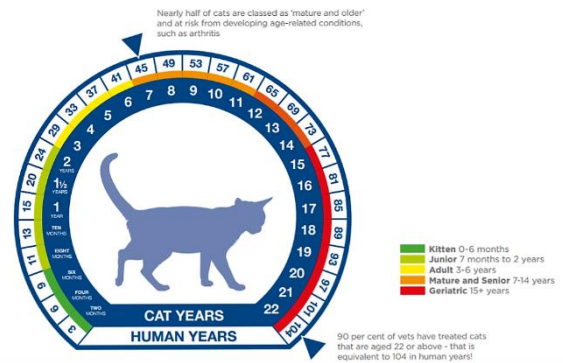 Nearly half of cats are classed as 'mature and older'
and at risk from developing age-related conditions,
such as arthritis
3
6
9
11
13
15
20
24
29
33
37
41
45
49
53
57
61
65
69
73
77
81
85
89
93
97
101
104
TWO MONTHS
FOUR MONTHS
SIX MONTHS
EIGHT MONTHS
TEN MONTHS
1 YEAR
1½ YEARS
2 YEARS
3
4
5
6
7
8
9
10
11
12
13
14
15
16
17
18
19
20
21
22
CAT YEARS
HUMAN YEARS
Kitten 0-6 months
Junior 7 months to 2 years
Adult 3-6 years
Mature and Senior 7-14 years
Geriatric 15+ years
90 per cent of vets have treated cats
that are aged 22 or above - that is
equivalent to 104 in human years!